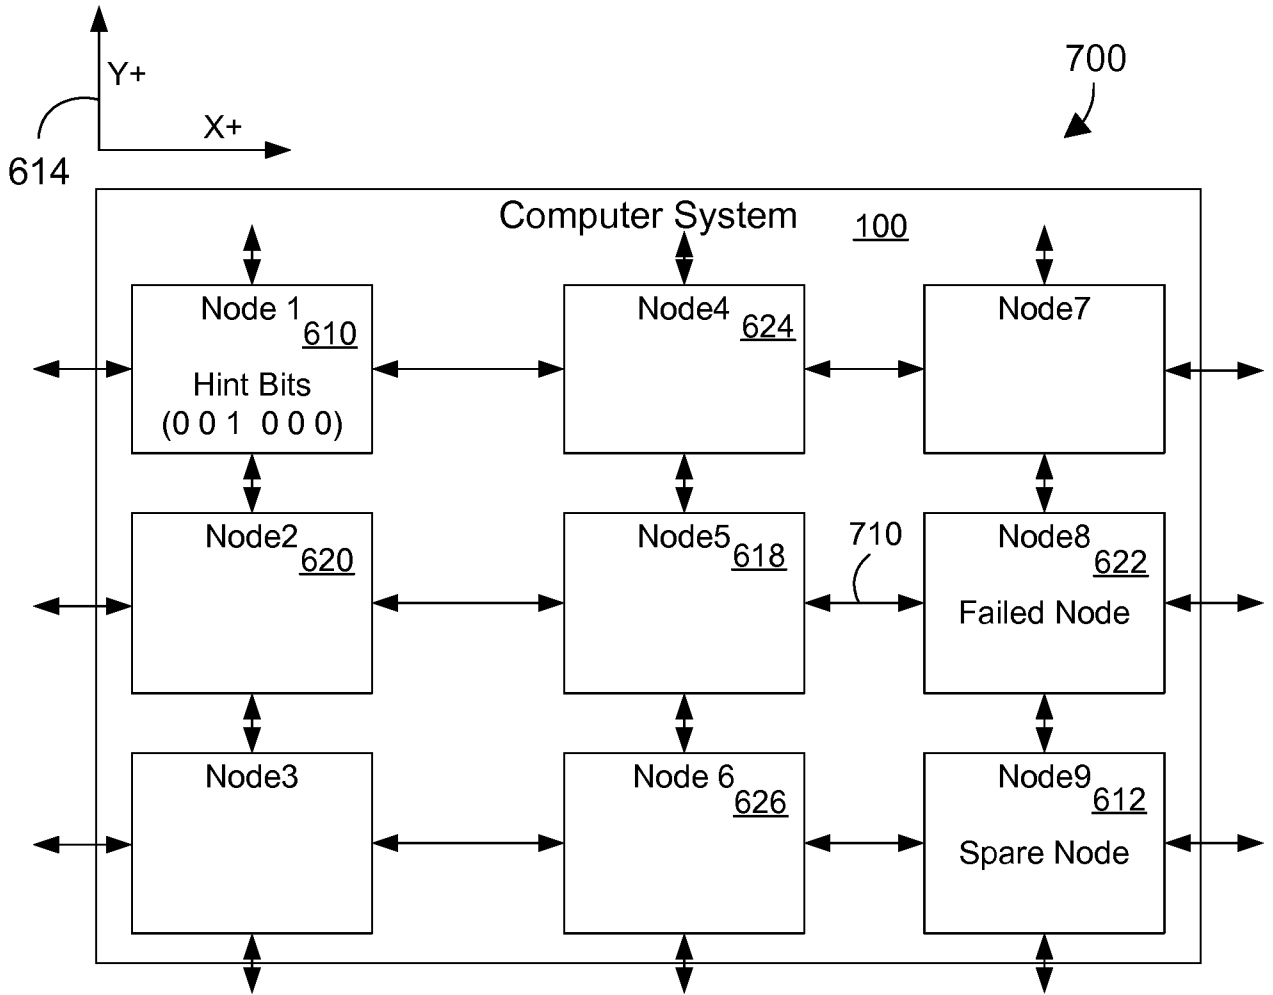 Y+
X+
614
700
Computer System
100
Node 1
610
Hint Bits
(0 0 1 0 0 0)
Node4
624
Node7
Node2
620
Node5
618
710
Node8
622
Failed Node
Node3
Node 6
626
Node9
612
Spare Node